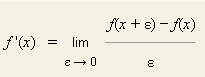 f '(x) = lim ε → 0 f(x + ε) – f(x) / ε